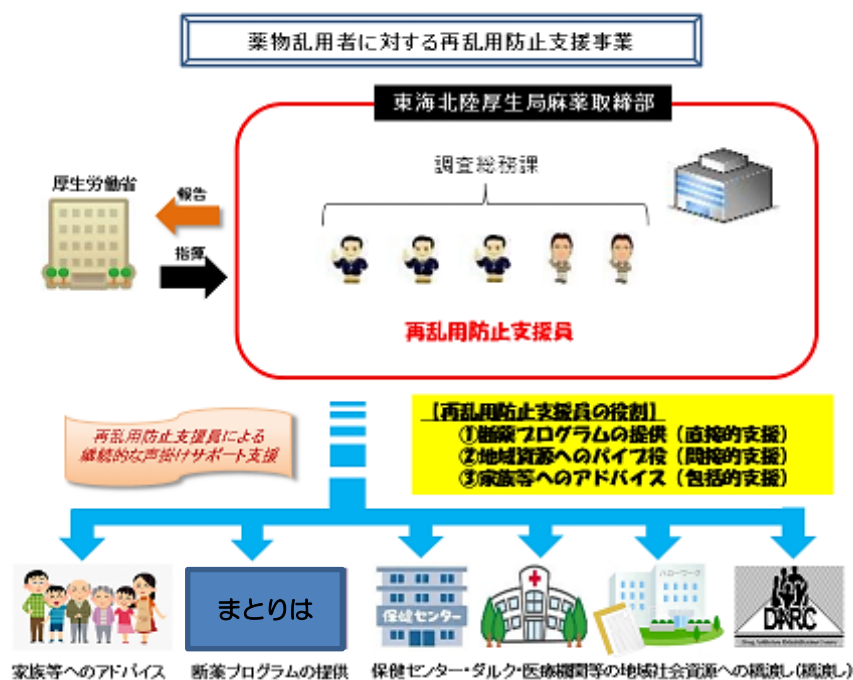 薬物乱用者に対する再乱用防止支援事業
東海北陸厚生局麻薬取締部
調査総務課
厚生労働省
報告
指揮
再乱用防止支援員
再乱用防止支援員による
継続的な声掛けサポート支援
【再乱用防止支援員の役割】
①断薬プログラムの提供（直接的支援）
②地域資源へのパイプ役（間接的支援）
③家族等へのアドバイス（包括的支援）
まとりは
保健センター
ハローワーク
DARC
家族等へのアドバイス
断薬プログラムの提供
保健センター・ダルク・医療機関等の地域社会資源への橋渡し(橋渡し)